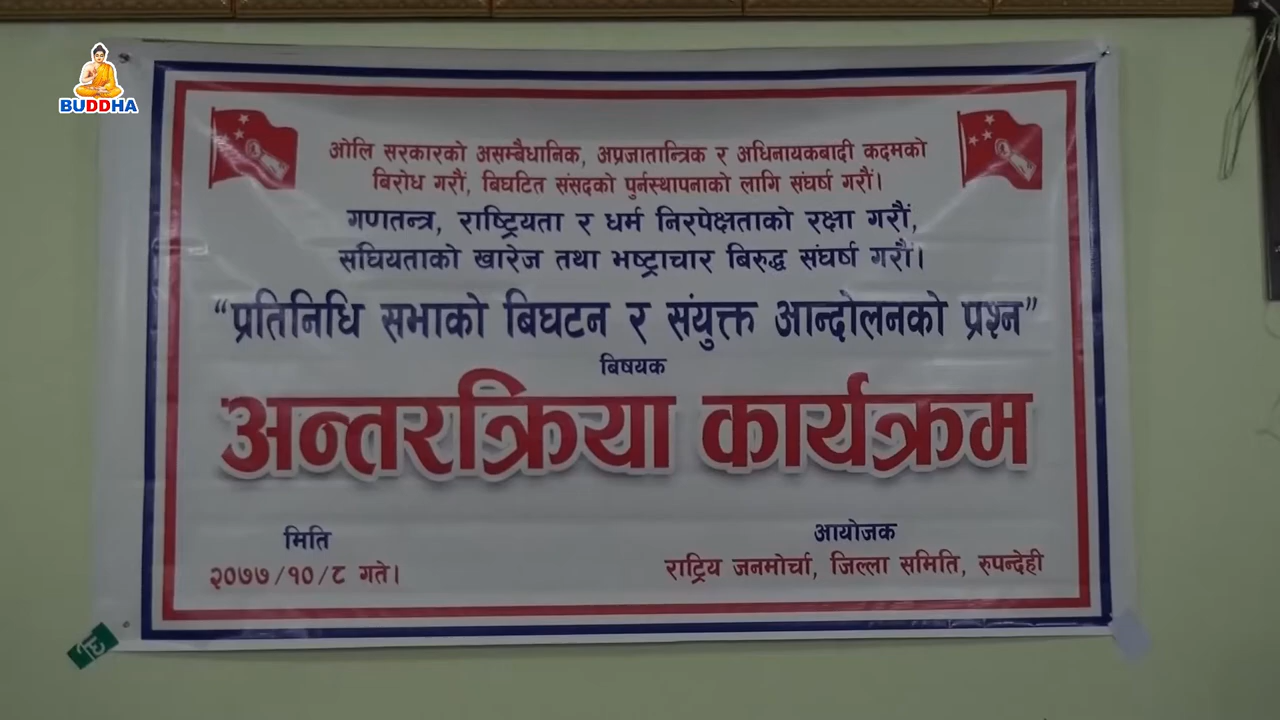 BUDDHA
ओलि सरकारको असम्बैधानिक, अप्रजातान्त्रिक र अधिनायकबादी कदमको
बिरोध गरौं, बिघटित संसदको पुर्नस्थापनाको लागि संघर्ष गरौं।
गणतन्त्र, राष्ट्रियता र धर्म निरपेक्षताको रक्षा गरौं,
संघियताको खारेज तथा भष्ट्राचार बिरुद्ध संघर्ष गरौं।
“प्रतिनिधि सभाको बिघटन र संयुक्त आन्दोलनको प्रश्न”
बिषयक
अन्तरक्रिया कार्यक्रम
मिति
२०७७/१०/८ गते।
आयोजक
राट्रिय जनमोर्चा, जिल्ला समिति, रुपन्देही